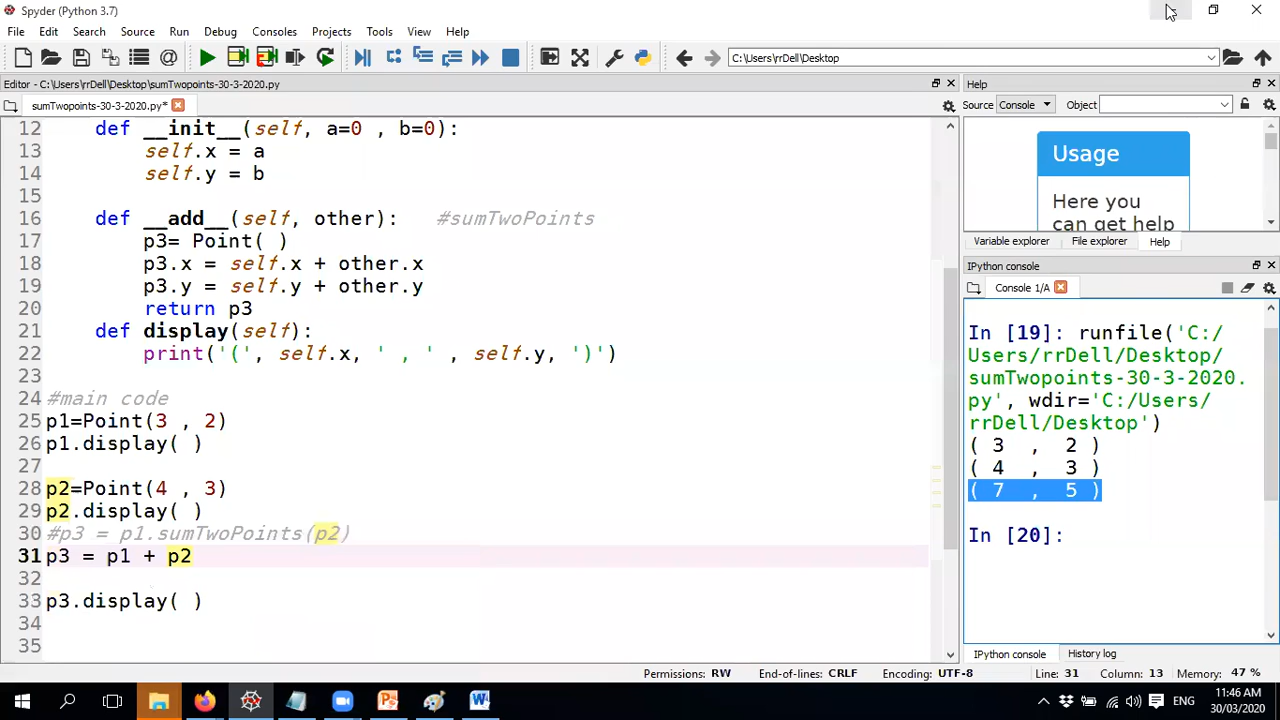 Spyder (Python 3.7)
File Edit Search Source Run Debug Consoles Projects Tools View Help
C:\Users\rrDell\Desktop
Editor - C:\Users\rrDell\Desktop\sumTwopoints-30-3-2020.py
sumTwopoints-30-3-2020.py*
12 def __init__(self, a=0 , b=0):
13 self.x = a
14 self.y = b
15
16 def __add__(self, other): #sumTwoPoints
17 p3= Point( )
18 p3.x = self.x + other.x
19 p3.y = self.y + other.y
20 return p3
21 def display(self):
22 print('(', self.x, ' , ' , self.y, ')')
23
24 #main code
25 p1=Point(3 , 2)
26 p1.display( )
27
28 p2=Point(4 , 3)
29 p2.display( )
30 #p3 = p1.sumTwoPoints(p2)
31 p3 = p1 + p2
32
33 p3.display( )
34
35
Help
Source Console Object
Usage
Here you
can get help
Variable explorer File explorer Help
IPython console
Console 1/A
In [19]: runfile('C:/
Users/rrDell/Desktop/
sumTwopoints-30-3-2020.
py', wdir='C:/Users/
rrDell/Desktop')
( 3 , 2 )
( 4 , 3 )
( 7 , 5 )
In [20]:
IPython console History log
Permissions: RW End-of-lines: CRLF Encoding: UTF-8 Line: 31 Column: 13 Memory: 47 %
ENG
11:46 AM
30/03/2020